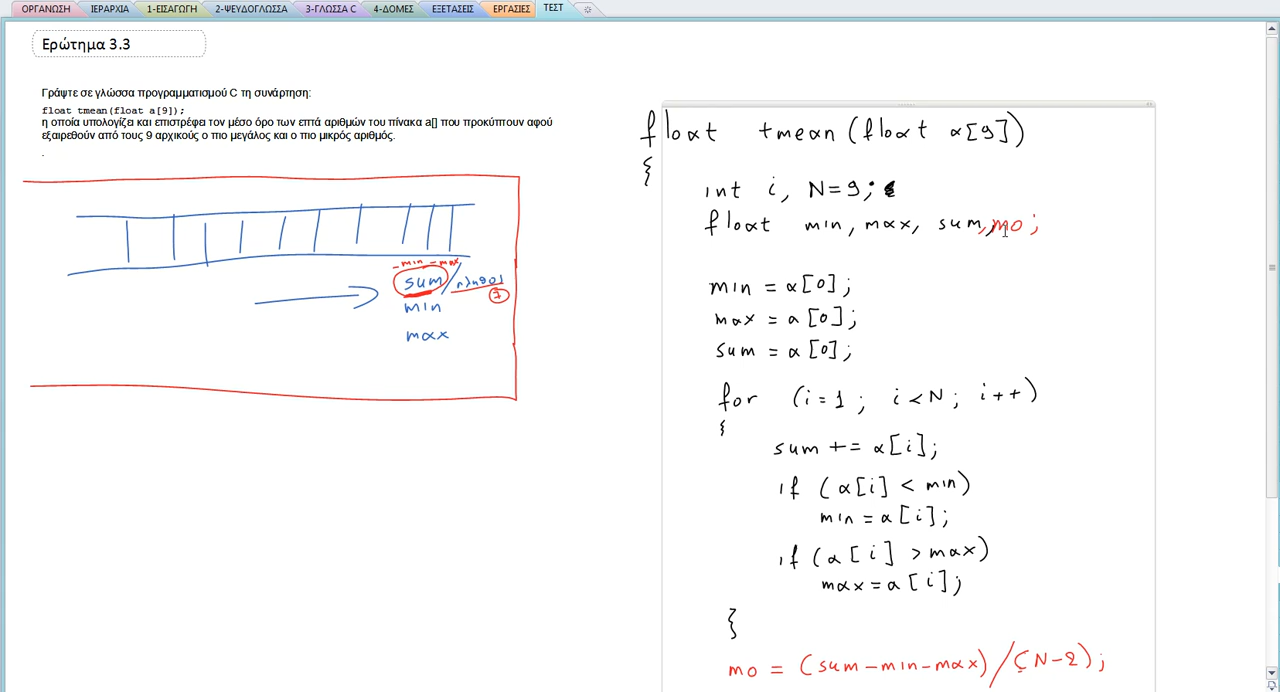 ΟΡΓΑΝΩΣΗ ΙΕΡΑΡΧΙΑ 1-ΕΙΣΑΓΩΓΗ 2-ΨΕΥΔΟΓΛΩΣΣΑ 3-ΓΛΩΣΣΑ C 4-ΔΟΜΕΣ ΕΞΕΤΑΣΕΙΣ ΕΡΓΑΣΙΕΣ ΤΕΣΤ
Ερώτημα 3.3
Γράψτε σε γλώσσα προγραμματισμού C τη συνάρτηση:
float tmean(float a[9]);
η οποία υπολογίζει και επιστρέφει τον μέσο όρο των επτά αριθμών του πίνακα a[] που προκύπτουν αφού
εξαιρεθούν από τους 9 αρχικούς ο πιο μεγάλος και ο πιο μικρός αριθμός.
.
-min -max
sum/πληθος
7
min
max
float tmean (float α[9])
{
int i, N=9;
float min, max, sum, mo;
min = α[0];
max = α[0];
sum = α[0];
for (i=1; i<N; i++)
{
sum += α[i];
if (α[i] < min)
min = α[i];
if (α[i] > max)
max = α[i];
}
mo = (sum-min-max)/(N-2);